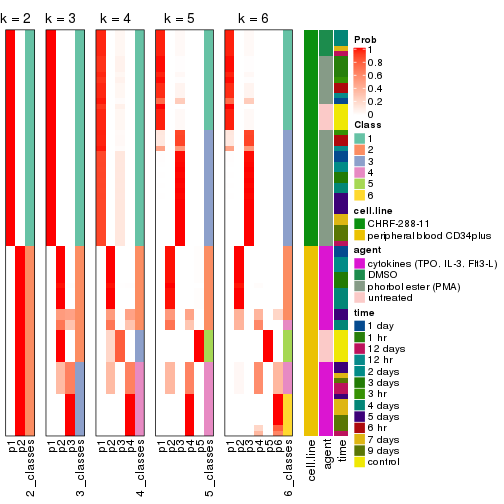 k = 2
k = 3
k = 4
k = 5
k = 6
p1
p2
2_classes
p1
p2
p3
3_classes
p1
p2
p3
p4
4_classes
p1
p2
p3
p4
p5
5_classes
p1
p2
p3
p4
p5
p6
6_classes
cell.line
agent
time
Prob
1
0.8
0.6
0.4
0.2
0
Class
1
2
3
4
5
6
cell.line
CHRF-288-11
peripheral blood CD34plus
agent
cytokines (TPO, IL-3, Flt3-L)
DMSO
phorbol ester (PMA)
untreated
time
1 day
1 hr
12 days
12 hr
2 days
3 days
3 hr
4 days
5 days
6 hr
7 days
9 days
control